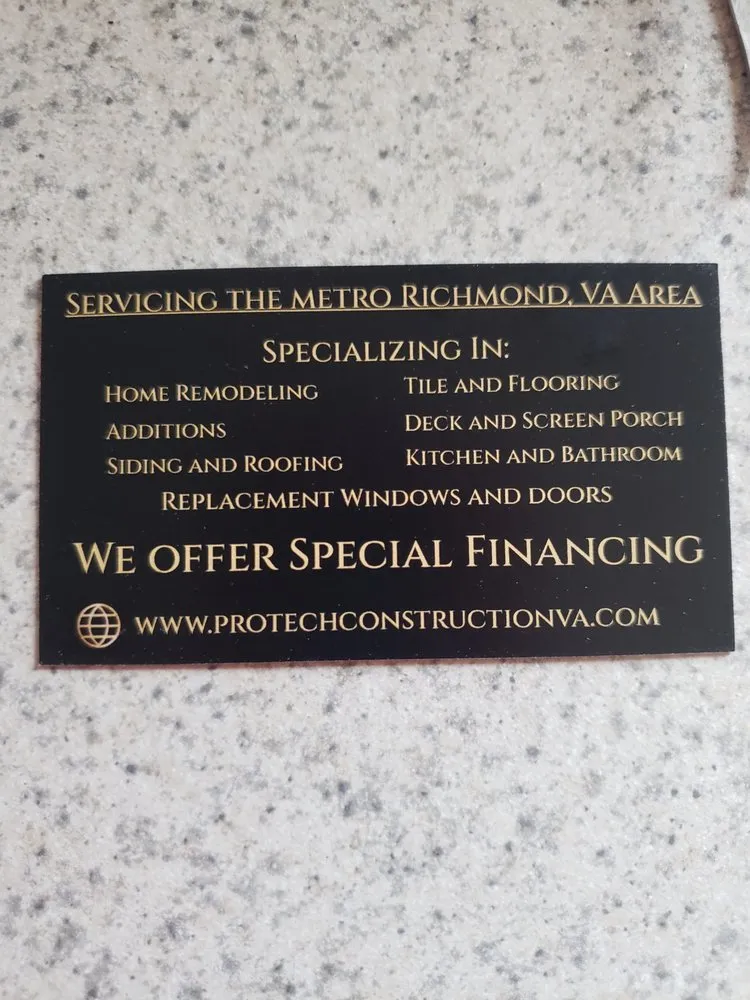 Servicing the metro Richmond, VA Area
Specializing In:
Home Remodeling
Additions
Siding and Roofing
Tile and Flooring
Deck and Screen Porch
Kitchen and Bathroom
Replacement Windows and doors
We offer Special Financing
www.protechconstructionva.com